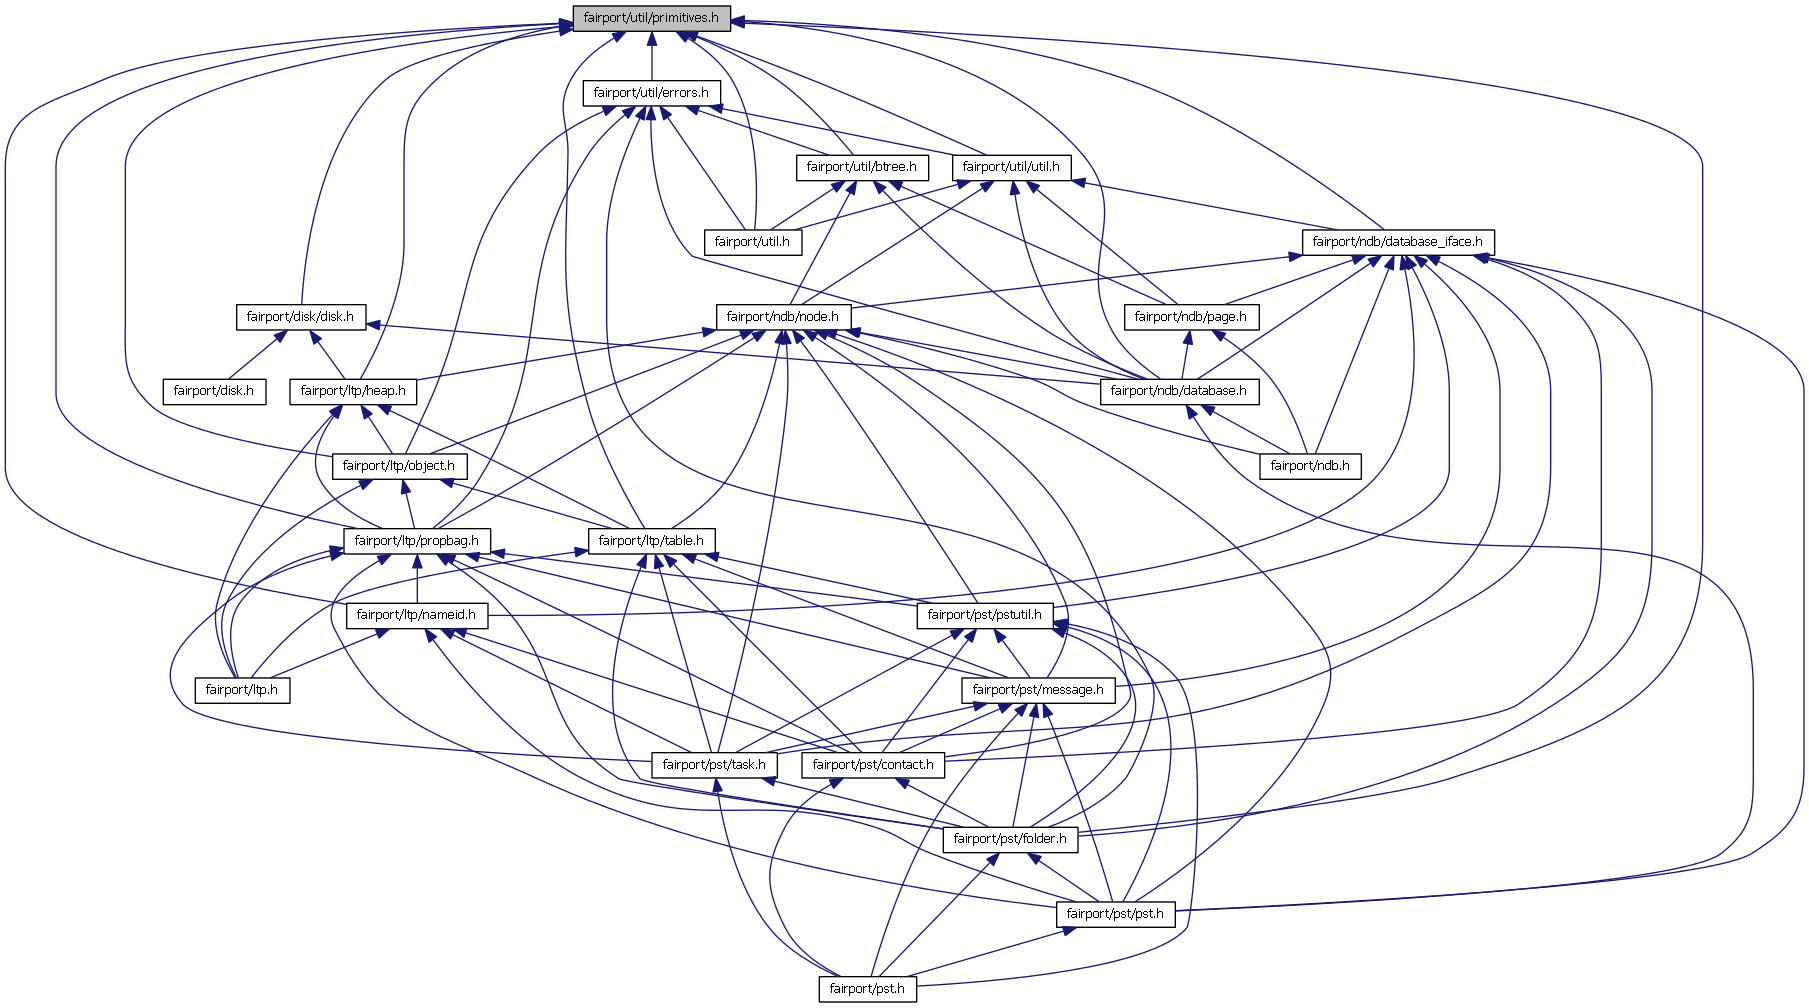 fairport/util/primitives.h
fairport/util/errors.h
fairport/util/btree.h
fairport/util/util.h
fairport/util.h
fairport/ndb/database_iface.h
fairport/disk/disk.h
fairport/ndb/node.h
fairport/ndb/page.h
fairport/disk.h
fairport/ltp/heap.h
fairport/ndb/database.h
fairport/ltp/object.h
fairport/ndb.h
fairport/ltp/propbag.h
fairport/ltp/table.h
fairport/ltp/nameid.h
fairport/pst/pstutil.h
fairport/ltp.h
fairport/pst/message.h
fairport/pst/task.h
fairport/pst/contact.h
fairport/pst/folder.h
fairport/pst/pst.h
fairport/pst.h